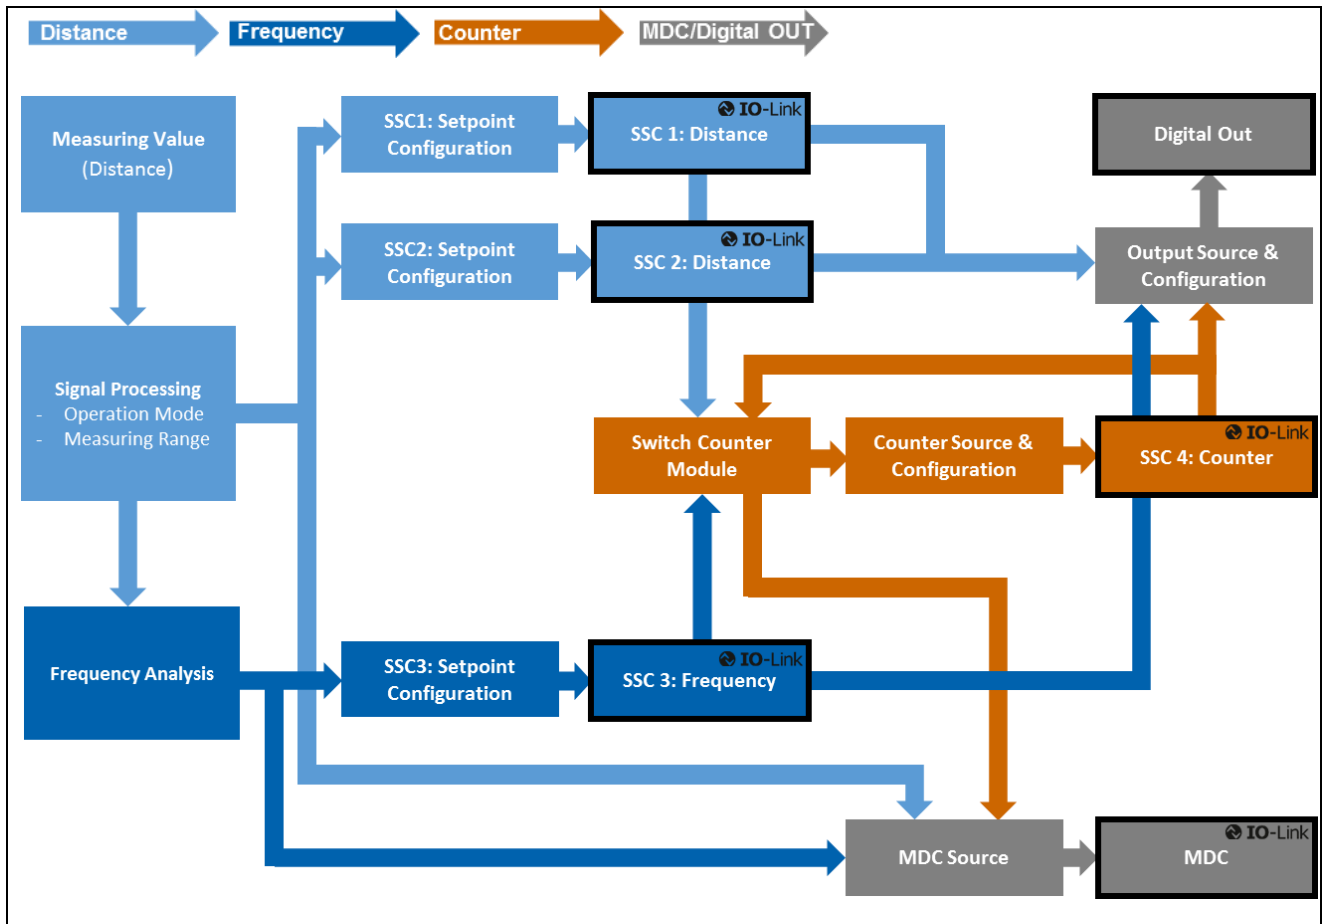 Distance
Frequency
Counter
MDC/Digital OUT
Measuring Value
(Distance)
SSC1: Setpoint
Configuration
IO-Link
SSC 1: Distance
Digital Out
SSC2: Setpoint
Configuration
IO-Link
SSC 2: Distance
Output Source &
Configuration
Signal Processing
- Operation Mode
- Measuring Range
Switch Counter
Module
Counter Source &
Configuration
IO-Link
SSC 4: Counter
Frequency Analysis
SSC3: Setpoint
Configuration
IO-Link
SSC 3: Frequency
MDC Source
IO-Link
MDC